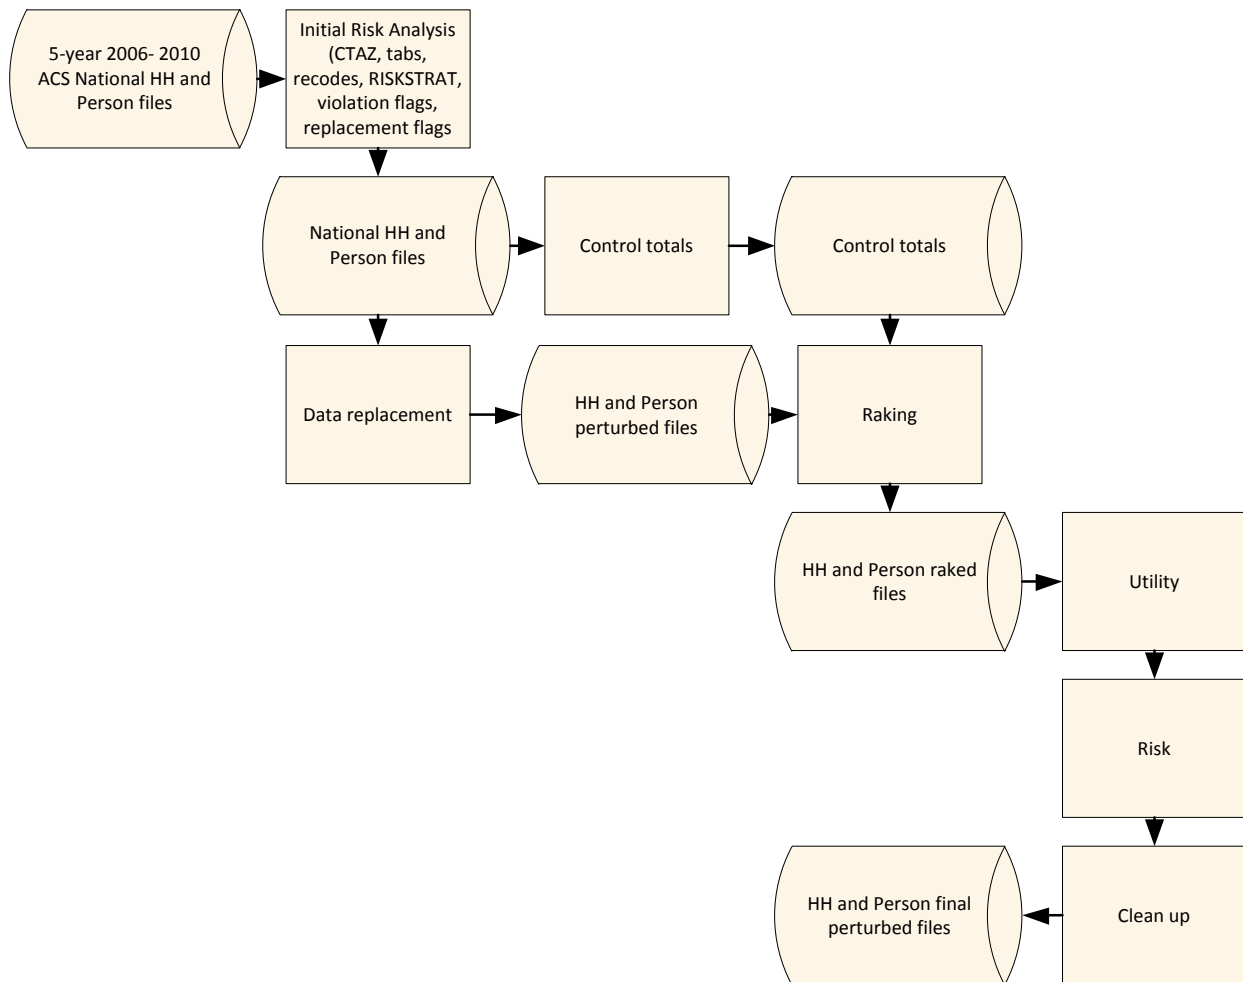 5-year 2006- 2010
ACS National HH and
Person files
Initial Risk Analysis
(CTAZ, tabs,
recodes, RISKSTRAT,
violation flags,
replacement flags
National HH and
Person files
Control totals
Control totals
Data replacement
HH and Person
perturbed files
Raking
HH and Person raked
files
Utility
Risk
HH and Person final
perturbed files
Clean up